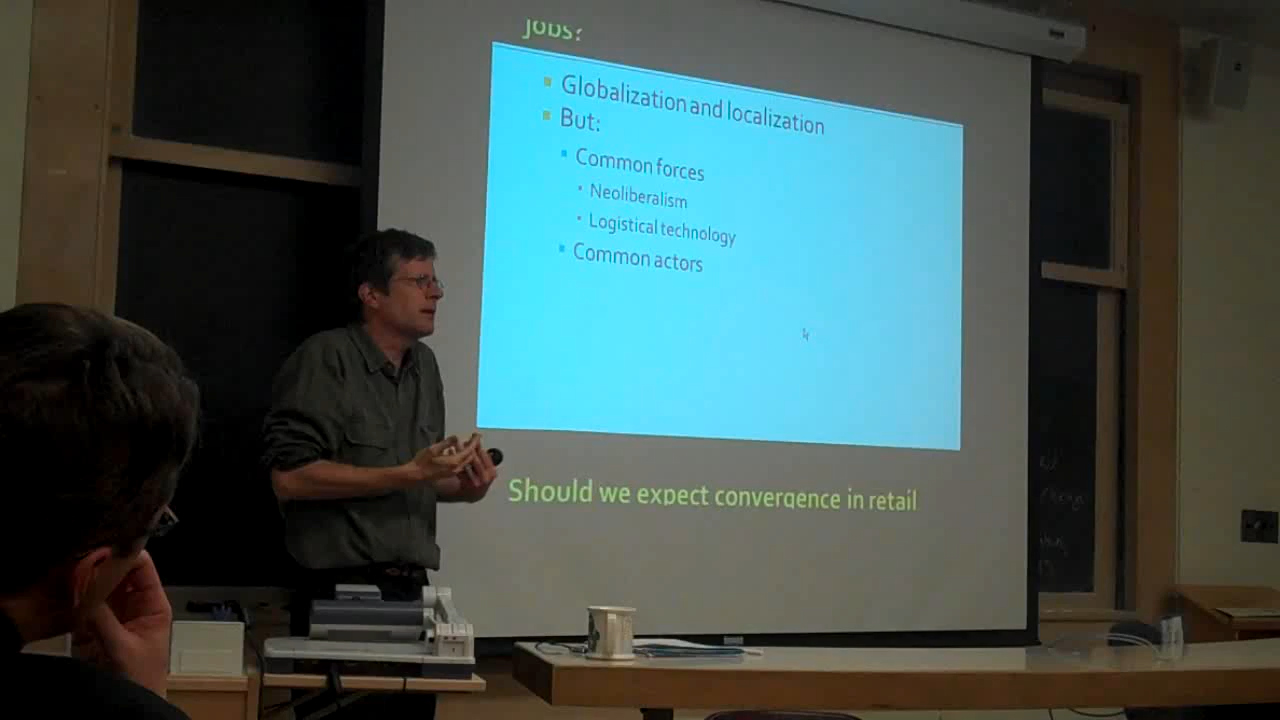 Jobs?
Globalization and localization
But:
Common forces
Neoliberalism
Logistical technology
Common actors
Should we expect convergence in retail